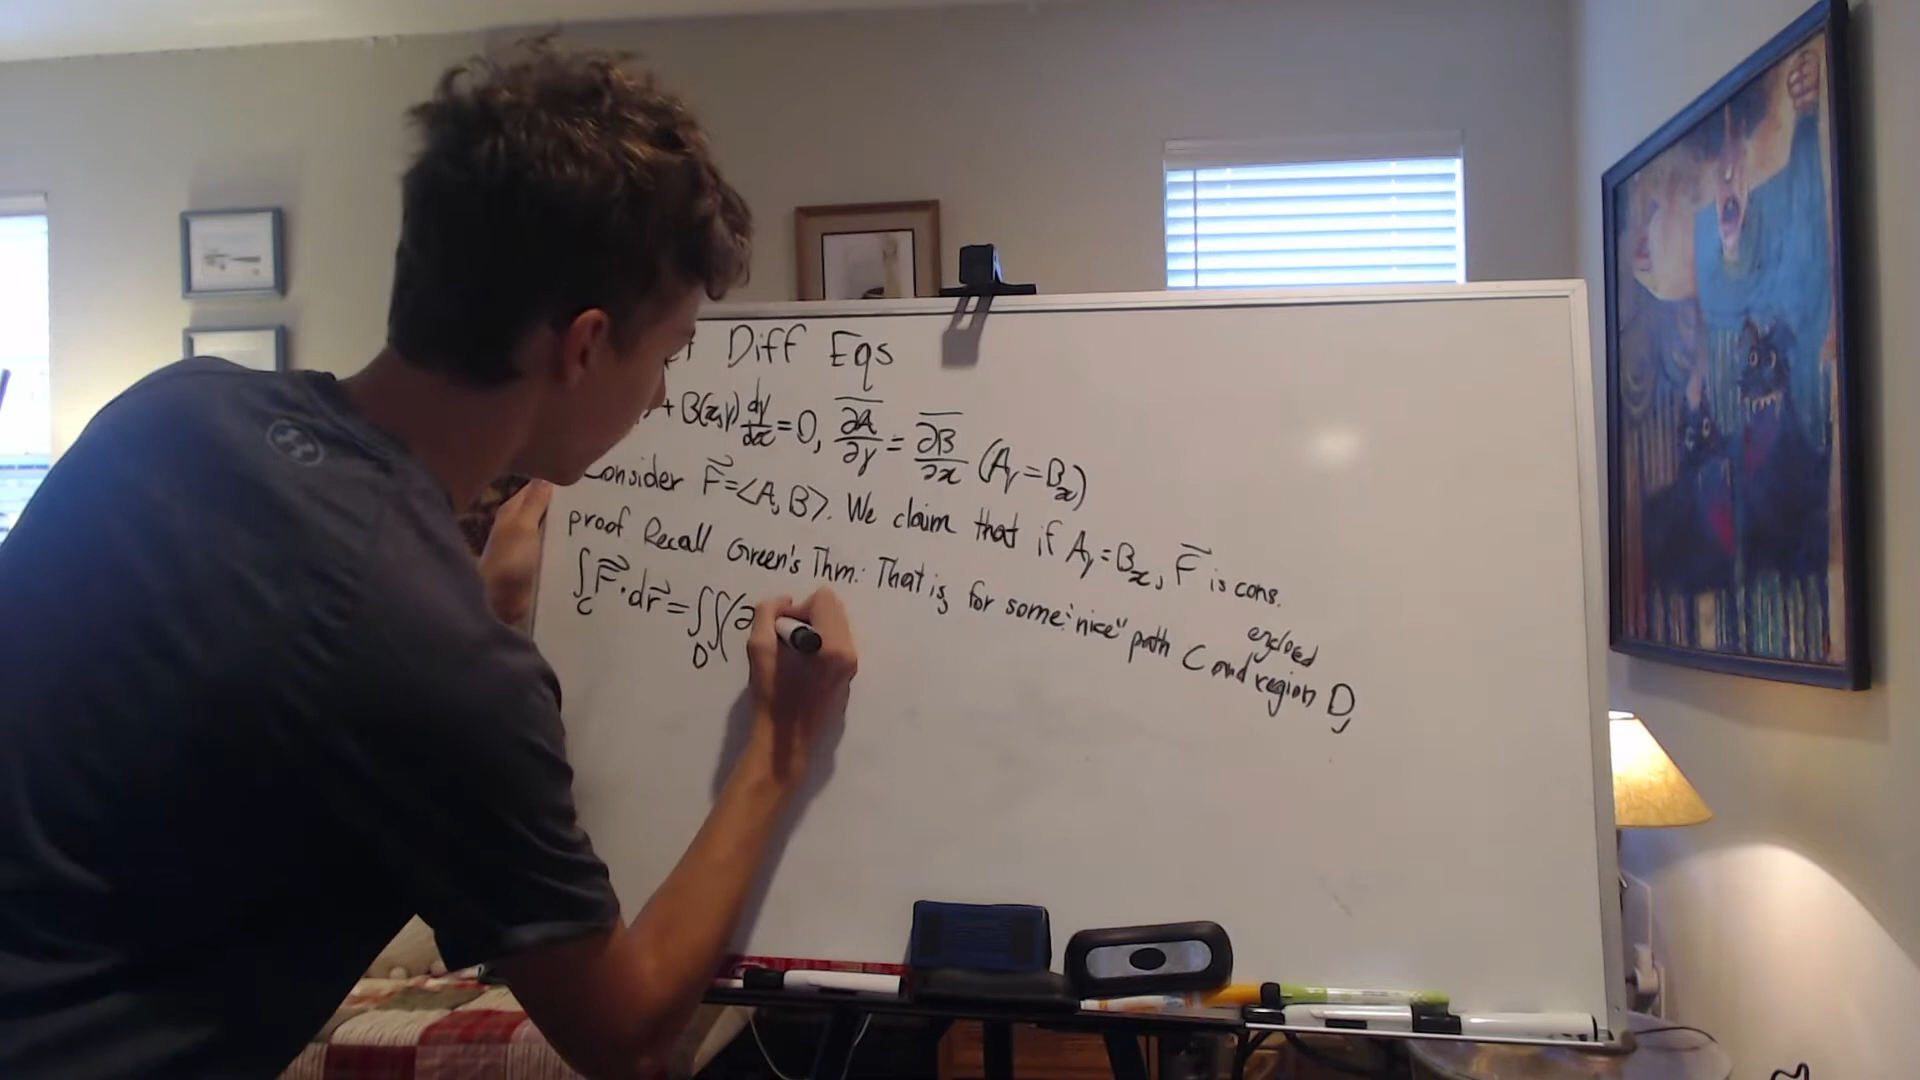 Diff Eqs
+ B(x,y) dy/dx = 0, ∂A/∂y = ∂B/∂x (A_y = B_x)
Consider F⃗ = <A, B>. We claim that if A_y = B_x, F⃗ is cons.
proof Recall Green's Thm: That is, for some "nice" path C and enclosed region D,
∫_C F⃗ · dr⃗ = ∬_D (∂